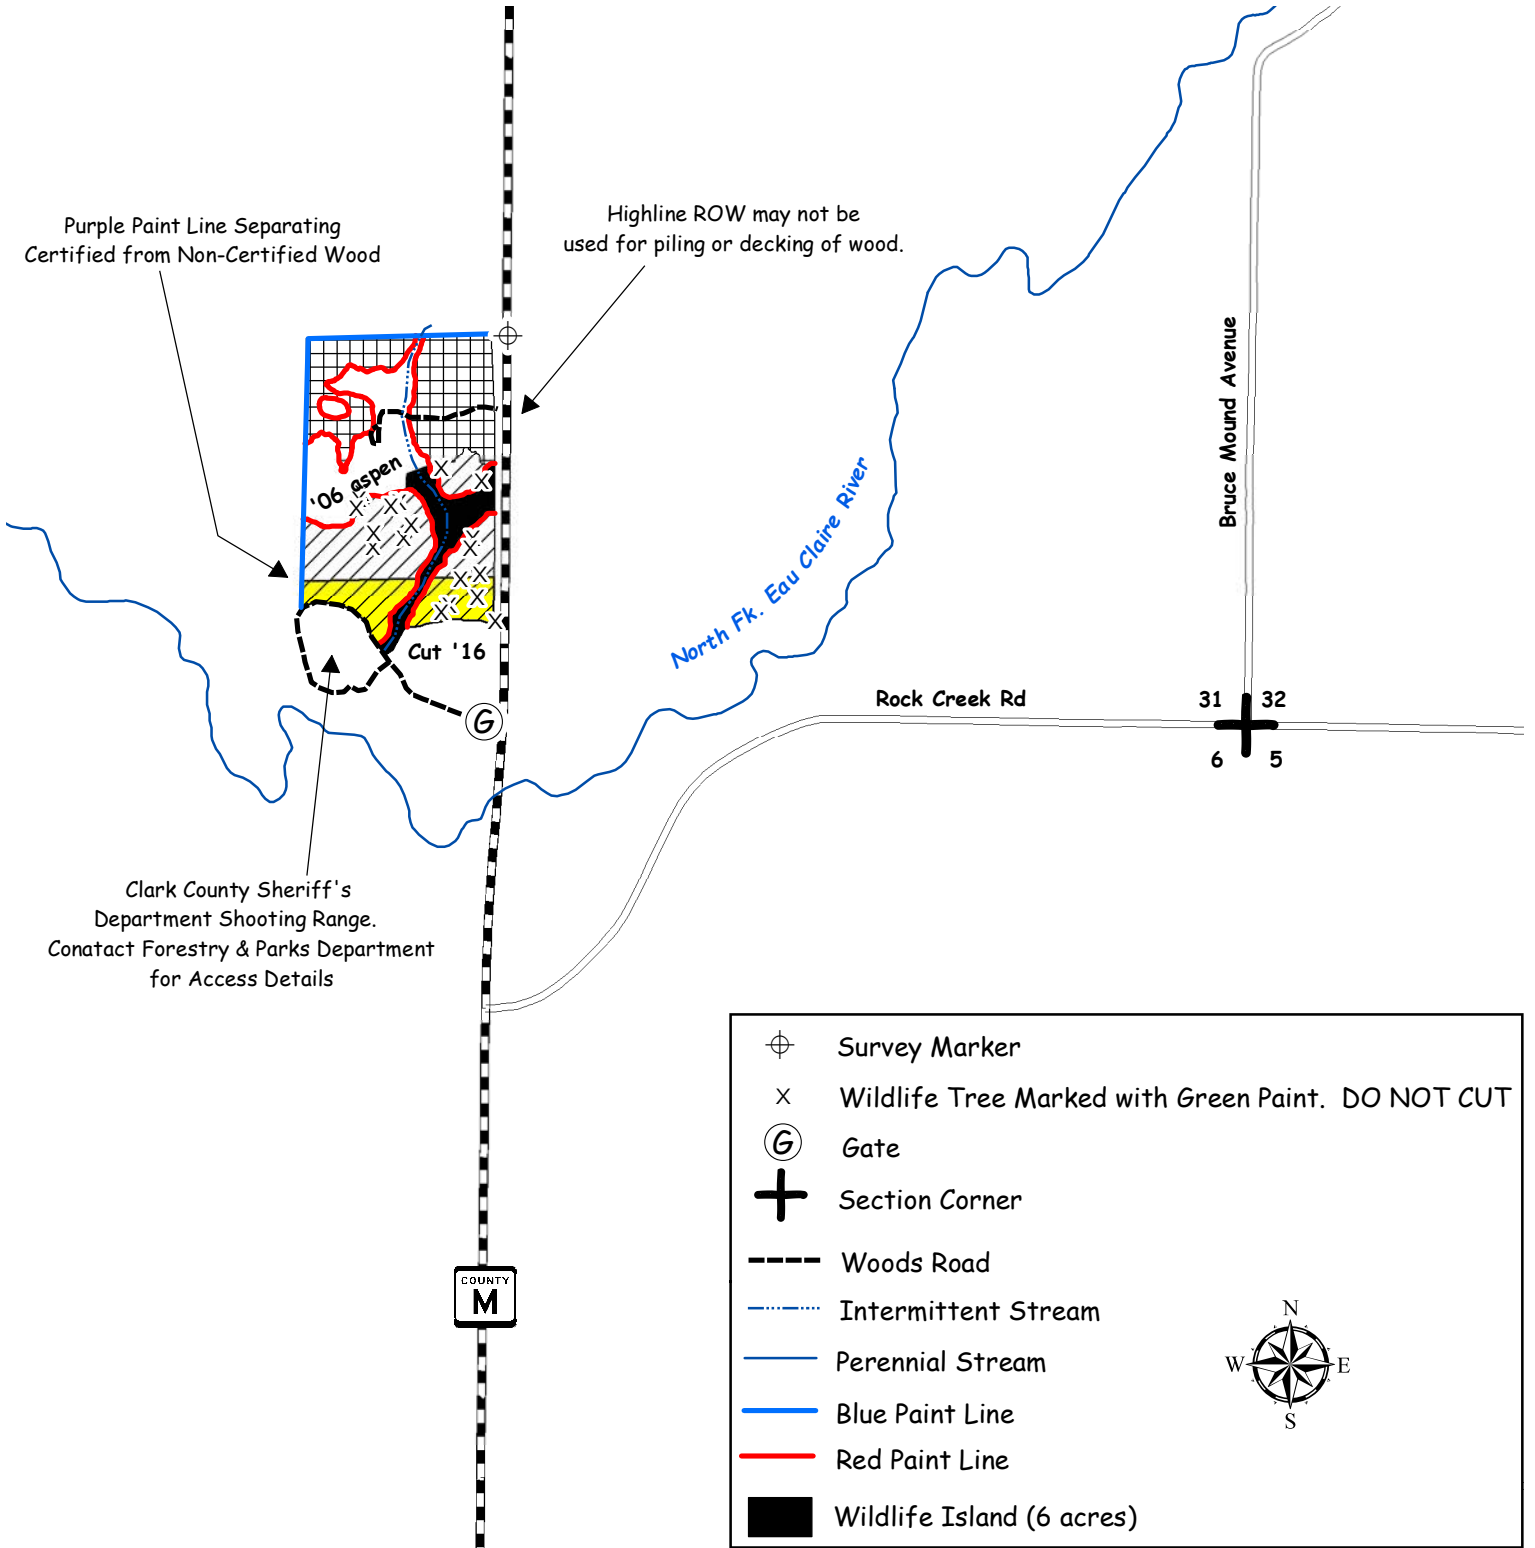 Purple Paint Line Separating
Certified from Non-Certified Wood
Highline ROW may not be
used for piling or decking of wood.
Bruce Mound Avenue
'06 aspen
North Fk. Eau Claire River
Cut '16
Rock Creek Rd
31 32
6 5
G
Clark County Sheriff's
Department Shooting Range.
Conatact Forestry & Parks Department
for Access Details
COUNTY
M
Survey Marker
X Wildlife Tree Marked with Green Paint. DO NOT CUT
G Gate
Section Corner
Woods Road
Intermittent Stream
Perennial Stream
Blue Paint Line
Red Paint Line
Wildlife Island (6 acres)
N
W E
S